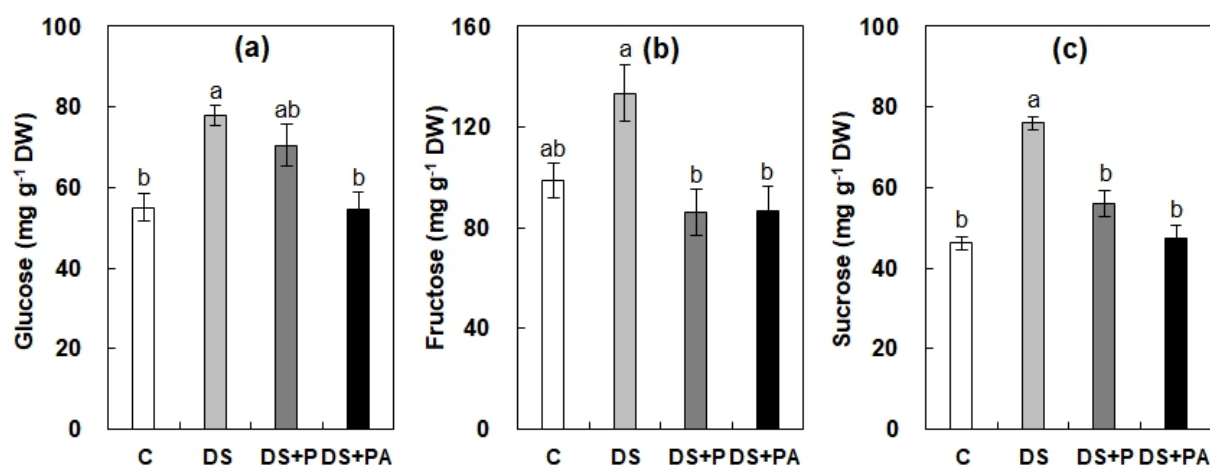 (a)
Glucose (mg g⁻¹ DW)
100
80
60
40
20
0
b
a
ab
b
C DS DS+P DS+PA
(b)
Fructose (mg g⁻¹ DW)
160
120
80
40
0
ab
a
b
b
C DS DS+P DS+PA
(c)
Sucrose (mg g⁻¹ DW)
100
80
60
40
20
0
b
a
b
b
C DS DS+P DS+PA